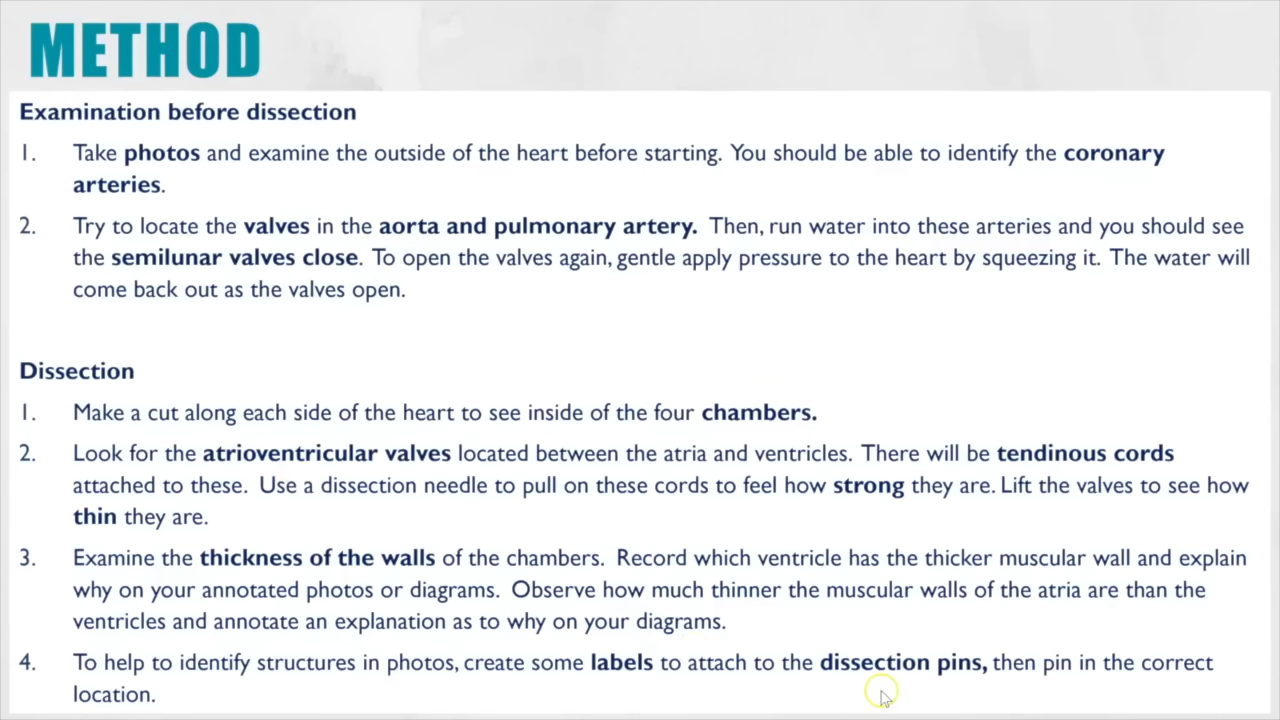 METHOD
Examination before dissection
1. Take photos and examine the outside of the heart before starting. You should be able to identify the coronary
arteries.
2. Try to locate the valves in the aorta and pulmonary artery. Then, run water into these arteries and you should see
the semilunar valves close. To open the valves again, gentle apply pressure to the heart by squeezing it. The water will
come back out as the valves open.
Dissection
1. Make a cut along each side of the heart to see inside of the four chambers.
2. Look for the atrioventricular valves located between the atria and ventricles. There will be tendinous cords
attached to these. Use a dissection needle to pull on these cords to feel how strong they are. Lift the valves to see how
thin they are.
3. Examine the thickness of the walls of the chambers. Record which ventricle has the thicker muscular wall and explain
why on your annotated photos or diagrams. Observe how much thinner the muscular walls of the atria are than the
ventricles and annotate an explanation as to why on your diagrams.
4. To help to identify structures in photos, create some labels to attach to the dissection pins, then pin in the correct
location.